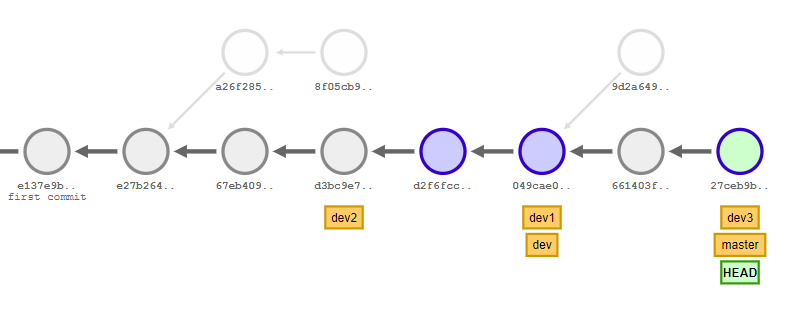 a26f285..
8f05cb9..
9d2a649..
e137e9b..
first commit
e27b264..
67eb409..
d3bc9e7..
d2f6fcc..
049cae0..
661403f..
27ceb9b..
dev2
dev1
dev3
dev
master
HEAD